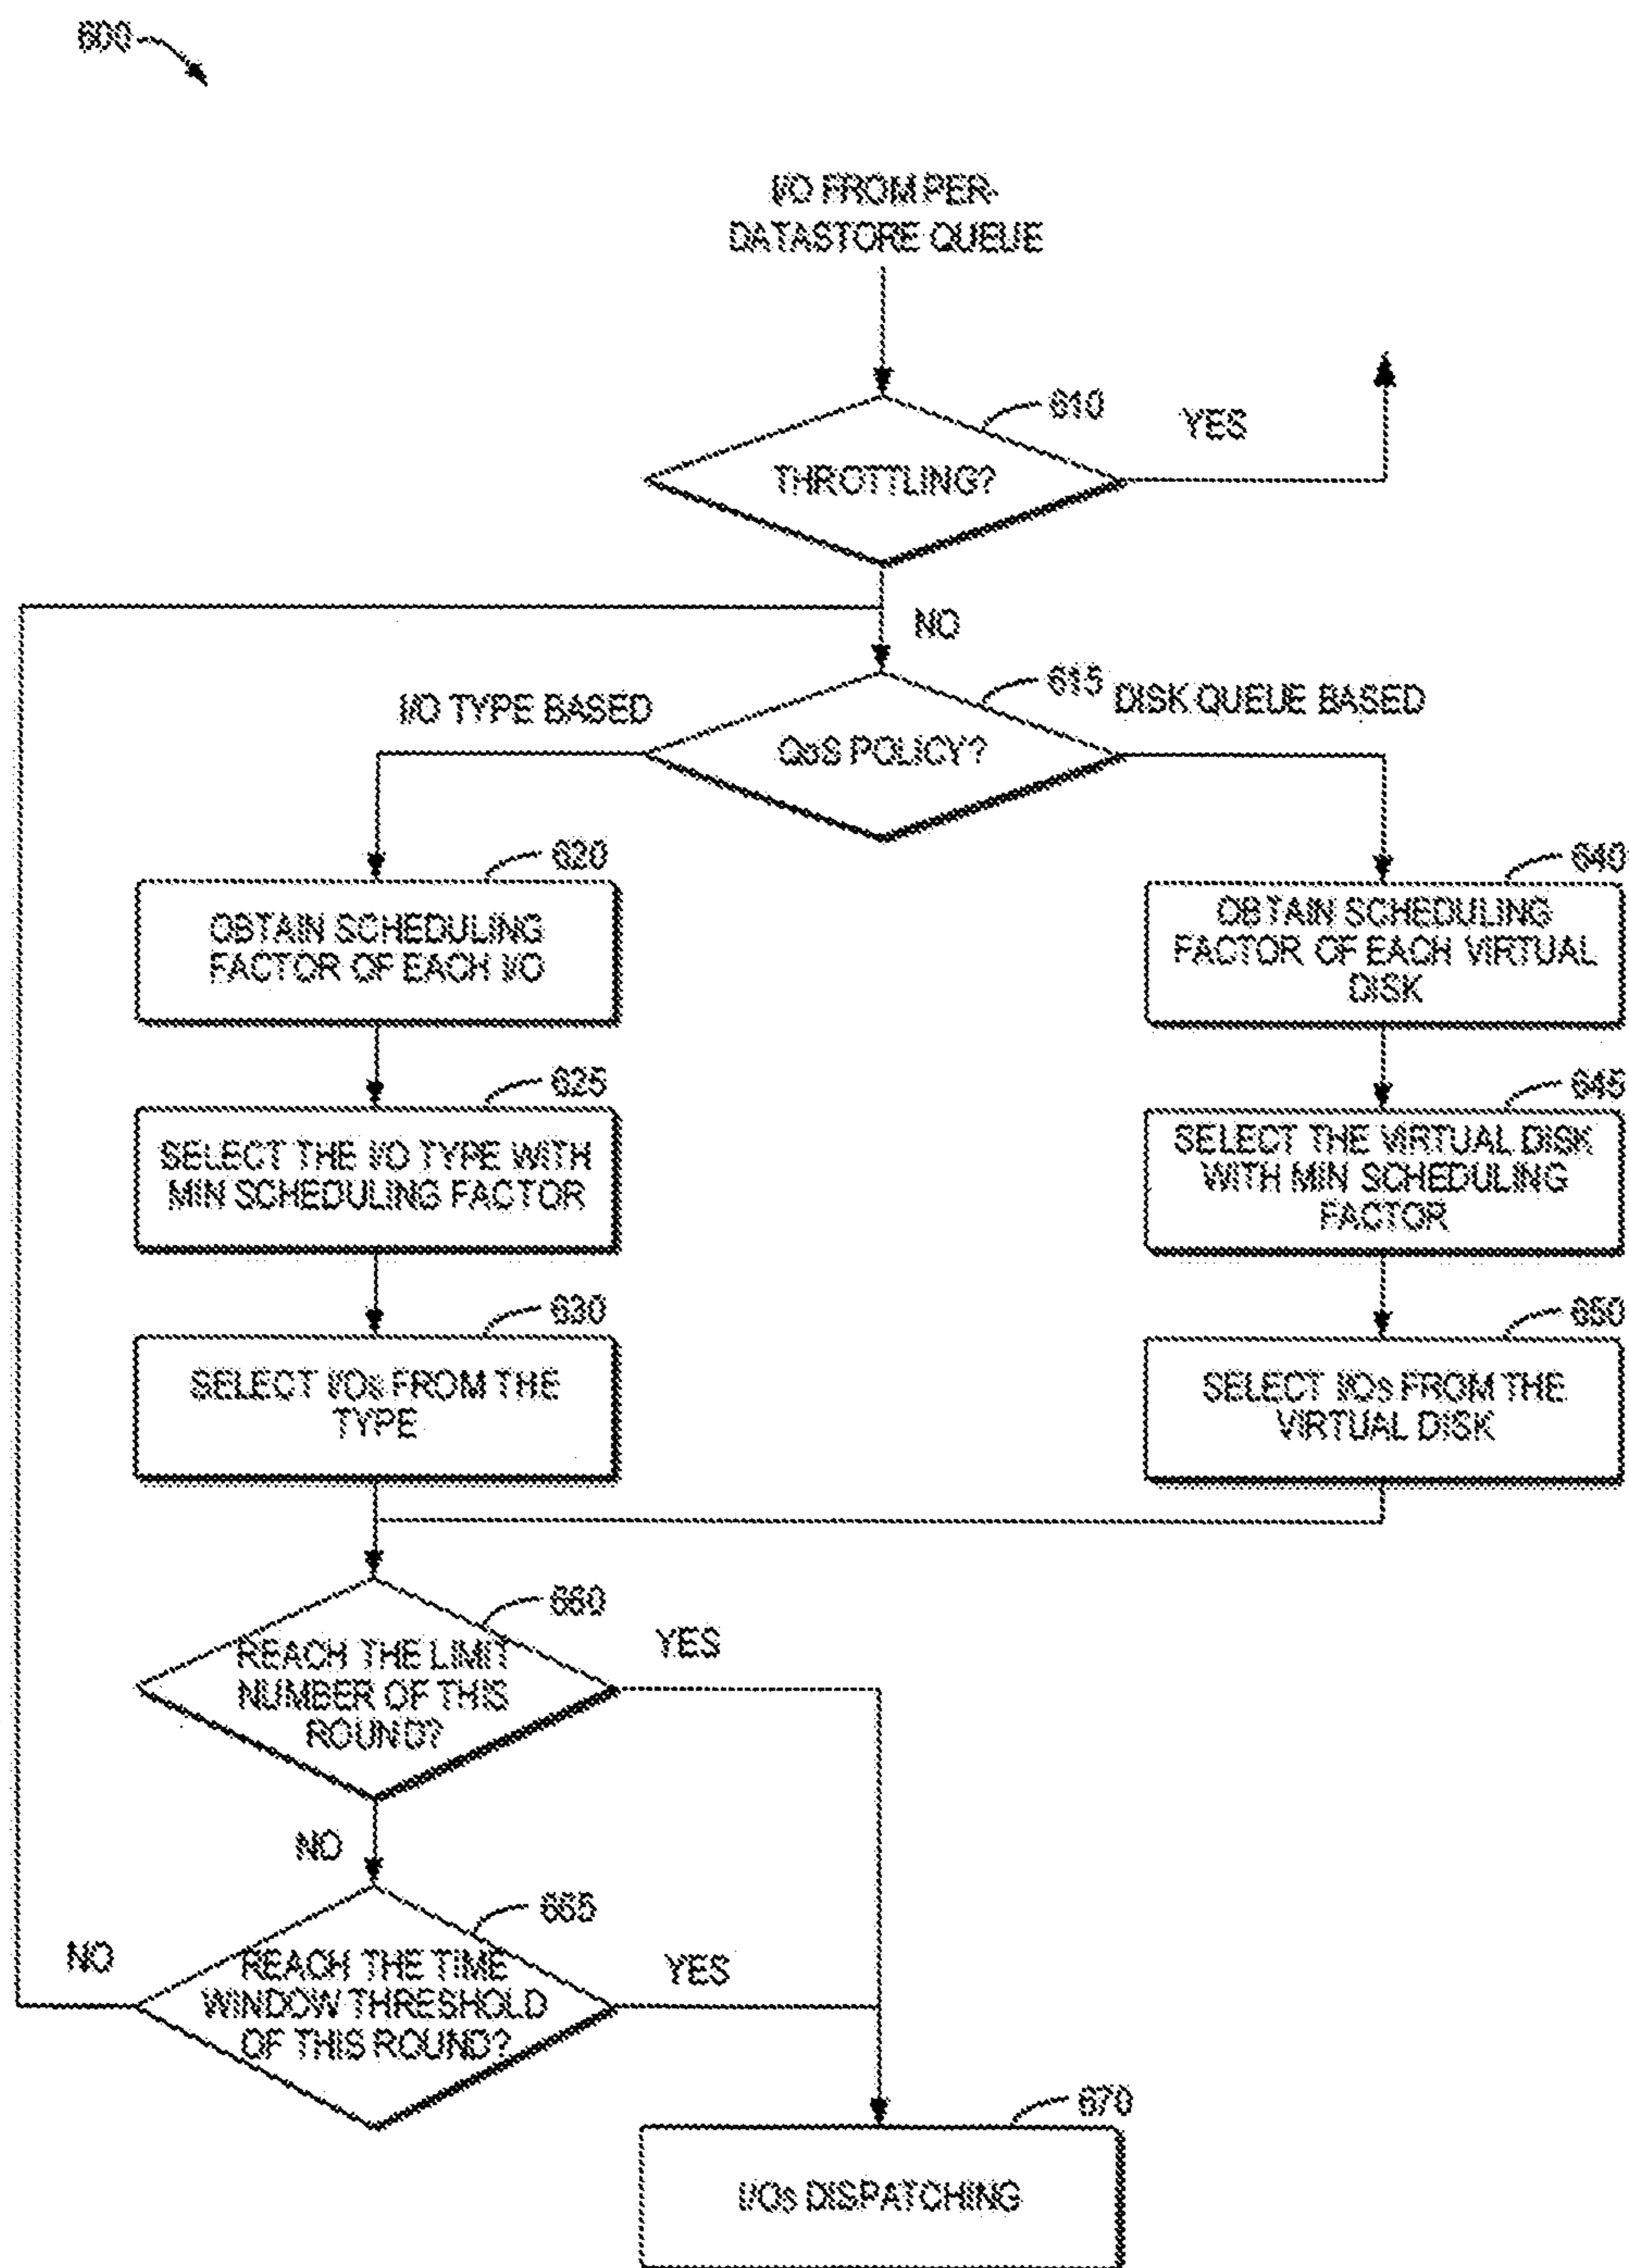 600
I/O FROM PER-
DATASTORE QUEUE
610
YES
THROTTLING?
NO
615
I/O TYPE BASED
DISK QUEUE BASED
QoS POLICY?
620
OBTAIN SCHEDULING
FACTOR OF EACH I/O
640
OBTAIN SCHEDULING
FACTOR OF EACH VIRTUAL
DISK
625
SELECT THE I/O TYPE WITH
MIN SCHEDULING FACTOR
645
SELECT THE VIRTUAL DISK
WITH MIN SCHEDULING
FACTOR
630
SELECT I/Os FROM THE
TYPE
650
SELECT I/Os FROM THE
VIRTUAL DISK
660
YES
REACH THE LIMIT
NUMBER OF THIS
ROUND?
NO
665
NO
YES
REACH THE TIME
WINDOW THRESHOLD
OF THIS ROUND?
670
I/Os DISPATCHING